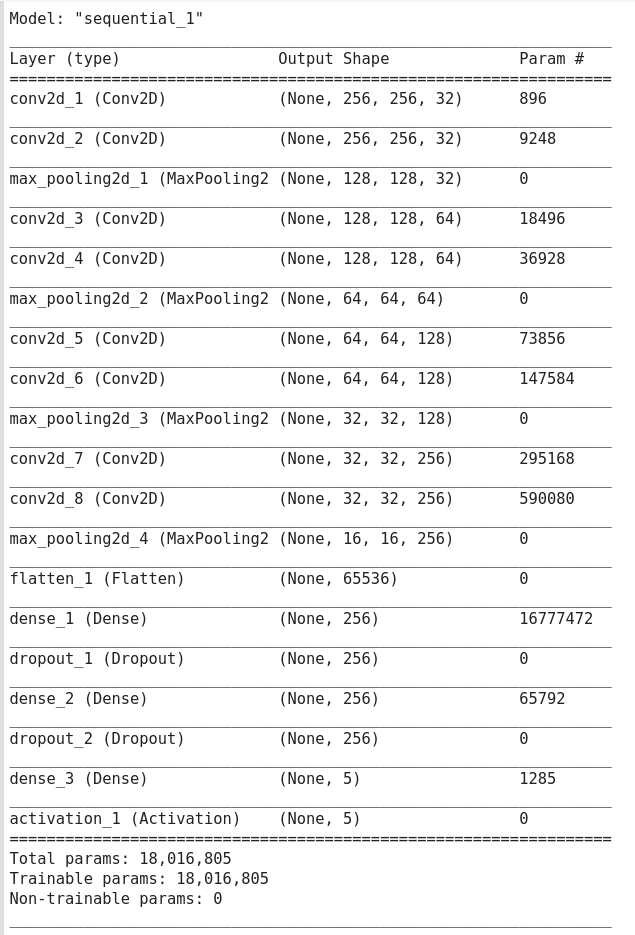 Model: "sequential_1"
Layer (type) Output Shape Param #
conv2d_1 (Conv2D) (None, 256, 256, 32) 896
conv2d_2 (Conv2D) (None, 256, 256, 32) 9248
max_pooling2d_1 (MaxPooling2 (None, 128, 128, 32) 0
conv2d_3 (Conv2D) (None, 128, 128, 64) 18496
conv2d_4 (Conv2D) (None, 128, 128, 64) 36928
max_pooling2d_2 (MaxPooling2 (None, 64, 64, 64) 0
conv2d_5 (Conv2D) (None, 64, 64, 128) 73856
conv2d_6 (Conv2D) (None, 64, 64, 128) 147584
max_pooling2d_3 (MaxPooling2 (None, 32, 32, 128) 0
conv2d_7 (Conv2D) (None, 32, 32, 256) 295168
conv2d_8 (Conv2D) (None, 32, 32, 256) 590080
max_pooling2d_4 (MaxPooling2 (None, 16, 16, 256) 0
flatten_1 (Flatten) (None, 65536) 0
dense_1 (Dense) (None, 256) 16777472
dropout_1 (Dropout) (None, 256) 0
dense_2 (Dense) (None, 256) 65792
dropout_2 (Dropout) (None, 256) 0
dense_3 (Dense) (None, 5) 1285
activation_1 (Activation) (None, 5) 0
Total params: 18,016,805
Trainable params: 18,016,805
Non-trainable params: 0